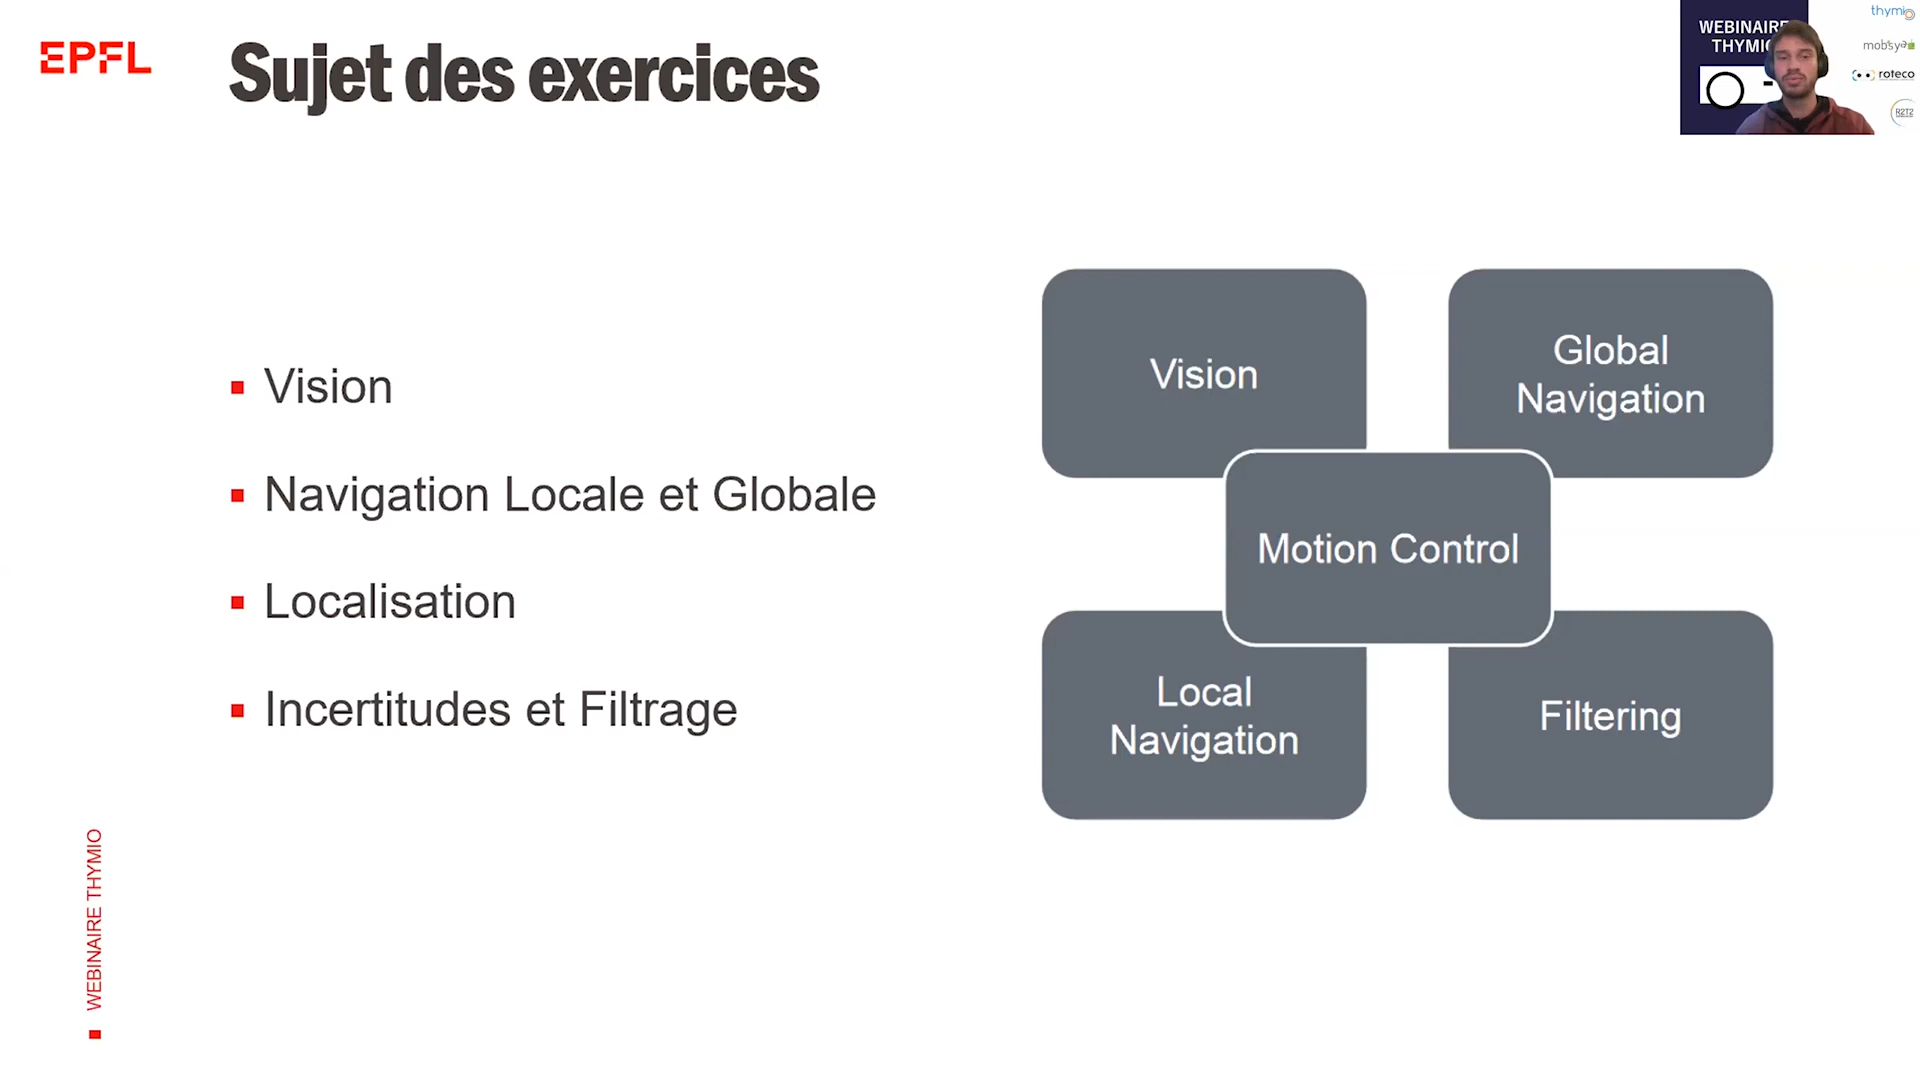 EPFL
Sujet des exercices
WEBINAIRE
THYMIO
thymio
mobsya
roteco
R2T2
Vision
Navigation Locale et Globale
Localisation
Incertitudes et Filtrage
Vision
Global
Navigation
Motion Control
Local
Navigation
Filtering
WEBINAIRE THYMIO